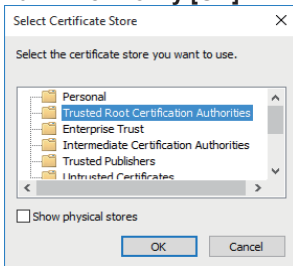 Select Certificate Store
Select the certificate store you want to use.
Personal
Trusted Root Certification Authorities
Enterprise Trust
Intermediate Certification Authorities
Trusted Publishers
Untrusted Certificates
Show physical stores
OK
Cancel